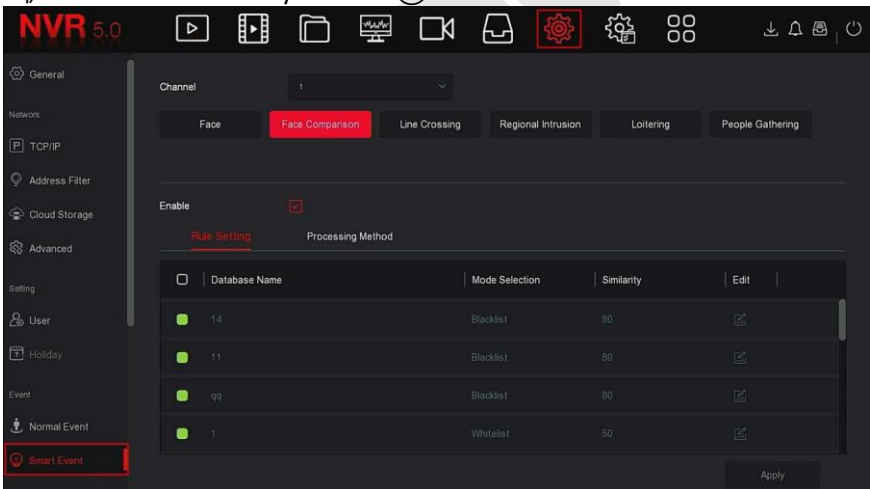 NVR 5.0
General
Network
TCP/IP
Address Filter
Cloud Storage
Advanced
Setting
User
Holiday
Event
Normal Event
Smart Event
Channel 1
Face Face Comparison Line Crossing Regional Intrusion Loitering People Gathering
Enable
Rule Setting Processing Method
Database Name Mode Selection Similarity Edit
14 Blacklist 80
11 Blacklist 80
qq Blacklist 80
1 Whitelist 50
Apply